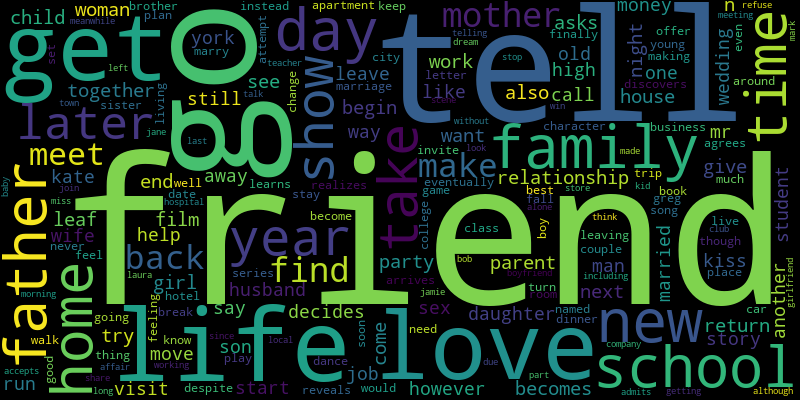 friend
tell
get
go
life
love
family
school
day
time
new
father
home
later
year
take
show
mother
meet
make
find
back
child
woman
brother
plan
meanwhile
apartment
instead
keep
asks
money
offer
n
refuse
meeting
even
mark
york
marry
attempt
telling
dream
finally
young
making
wedding
set
left
together
sister
still
see
teacher
change
city
letter
marriage
leave
work
stop
old
high
night
one
discovers
around
town
living
jane
last
talk
also
like
scene
call
house
without
win
begin
way
want
character
business
mr
agrees
kate
away
learns
end
well
date
stay
realizes
invite
eventually
look
made
relationship
give
much
student
baby
miss
join
hospital
become
game
best
trip
kid
book
store
fall
alone
think
greg
song
leaf
film
wife
help
never
feel
boy
college
class
live
club
though
leaving
couple
place
kiss
party
parent
bob
boyfriend
including
man
married
girl
laura
series
husband
hotel
jamie
arrives
turn
room
next
car
girlfriend
another
return
morning
going
feeling
break
say
sex
daughter
named
dinner
story
walk
try
thing
know
since
local
decides
soon
come
need
company
move
son
play
dance
job
due
part
accepts
good
share
affair
run
long
visit
working
start
despite
reveals
would
however
becomes
admits
getting
although